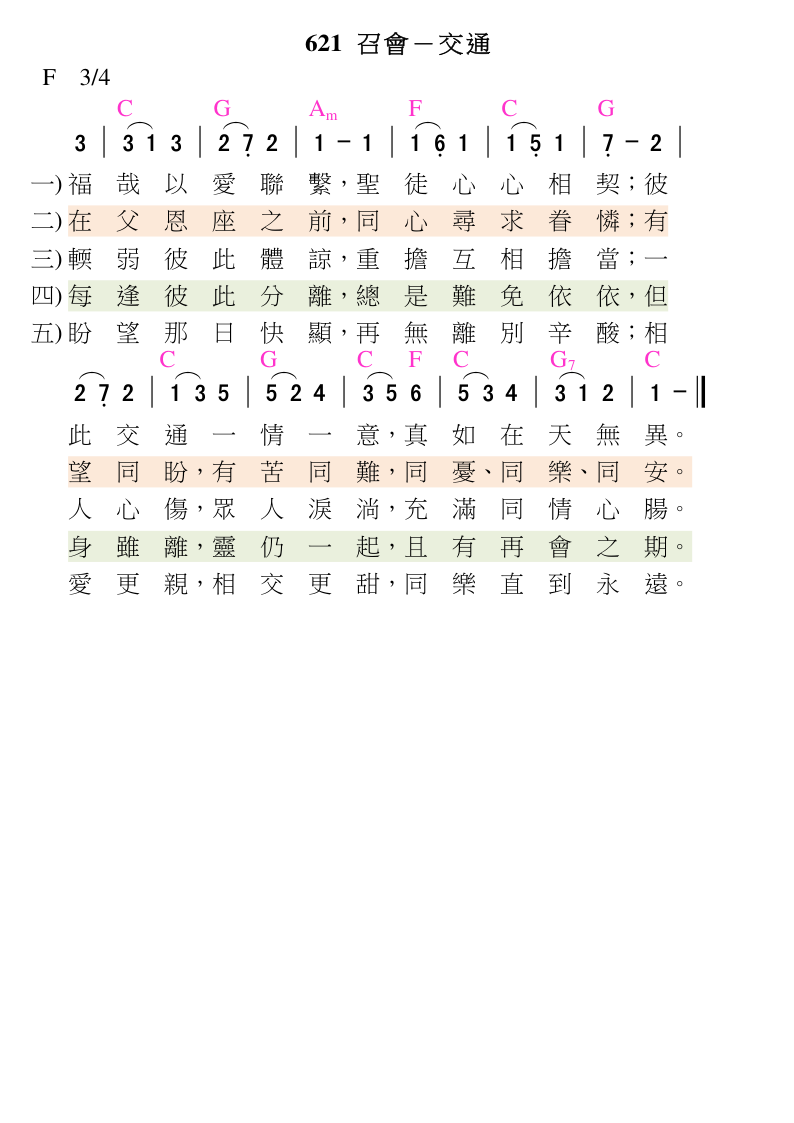 621 召會－交通
F 3/4
C G Am F C G
3 | 3 1 3 | 2 7̣ 2 | 1 － 1 | 1 6̣ 1 | 1 5̣ 1 | 7̣ － 2 |
一) 福哉以愛聯繫，聖徒心心相契；彼
二) 在父恩座之前，同心尋求眷憐；有
三) 輭弱彼此體諒，重擔互相擔當；一
四) 每逢彼此分離，總是難免依依，但
五) 盼望那日快顯，再無離別辛酸；相
C G C F C G7 C
2 7̣ 2 | 1 3 5 | 5 2 4 | 3 5 6 | 5 3 4 | 3 1 2 | 1 － ‖
此交通一情一意，真如在天無異。
望同盼，有苦同難，同憂、同樂、同安。
人心傷，眾人淚淌，充滿同情心腸。
身雖離，靈仍一起，且有再會之期。
愛更親，相交更甜，同樂直到永遠。